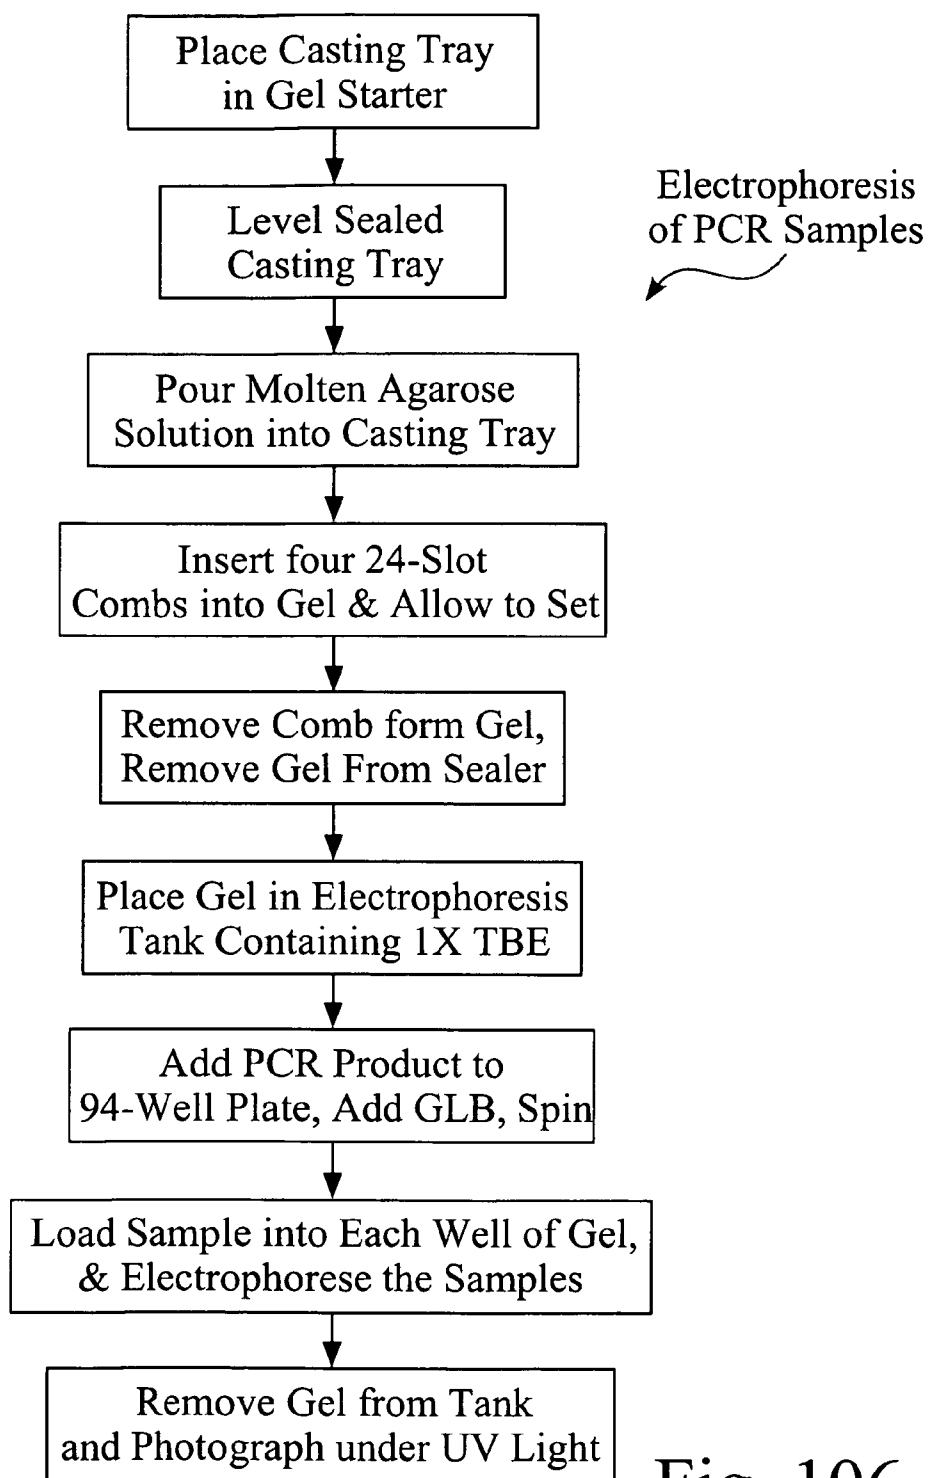 Place Casting Tray
in Gel Starter
Level Sealed
Casting Tray
Electrophoresis
of PCR Samples
Pour Molten Agarose
Solution into Casting Tray
Insert four 24-Slot
Combs into Gel & Allow to Set
Remove Comb form Gel,
Remove Gel From Sealer
Place Gel in Electrophoresis
Tank Containing 1X TBE
Add PCR Product to
94-Well Plate, Add GLB, Spin
Load Sample into Each Well of Gel,
& Electrophorese the Samples
Remove Gel from Tank
and Photograph under UV Light